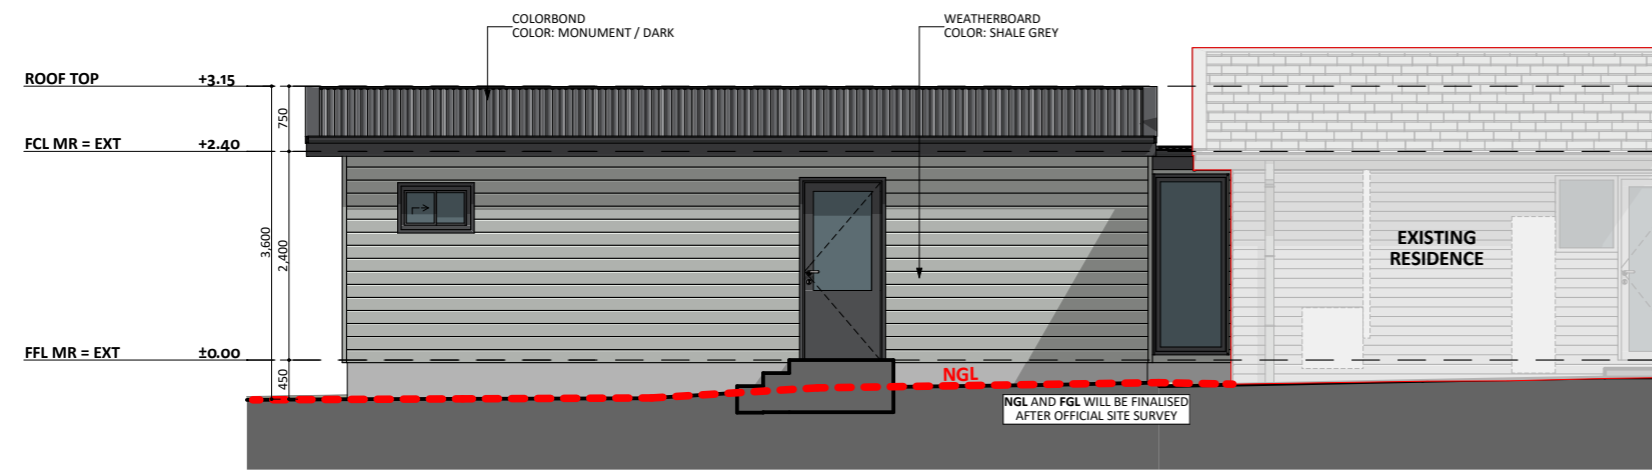 COLORBOND
COLOR: MONUMENT / DARK
WEATHERBOARD
COLOR: SHALE GREY
ROOF TOP +3.15
750
FCL MR = EXT +2.40
3,600
2,400
EXISTING
RESIDENCE
FFL MR = EXT ±0.00
450
NGL
NGL AND FGL WILL BE FINALISED
AFTER OFFICIAL SITE SURVEY